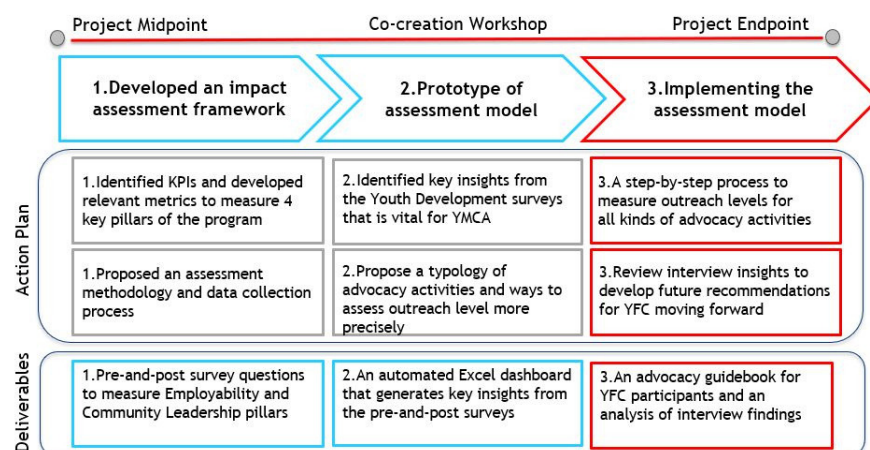 Project Midpoint
Co-creation Workshop
Project Endpoint
1.Developed an impact
assessment framework
2.Prototype of
assessment model
3.Implementing the
assessment model
Action Plan
1.Identified KPIs and developed
relevant metrics to measure 4
key pillars of the program
2.Identified key insights from
the Youth Development surveys
that is vital for YMCA
3.A step-by-step process to
measure outreach levels for
all kinds of advocacy activities
1.Proposed an assessment
methodology and data collection
process
2.Propose a typology of
advocacy activities and ways to
assess outreach level more
precisely
3.Review interview insights to
develop future recommendations
for YFC moving forward
Deliverables
1.Pre-and-post survey questions
to measure Employability and
Community Leadership pillars
2.An automated Excel dashboard
that generates key insights from
the pre-and-post surveys
3.An advocacy guidebook for
YFC participants and an
analysis of interview findings